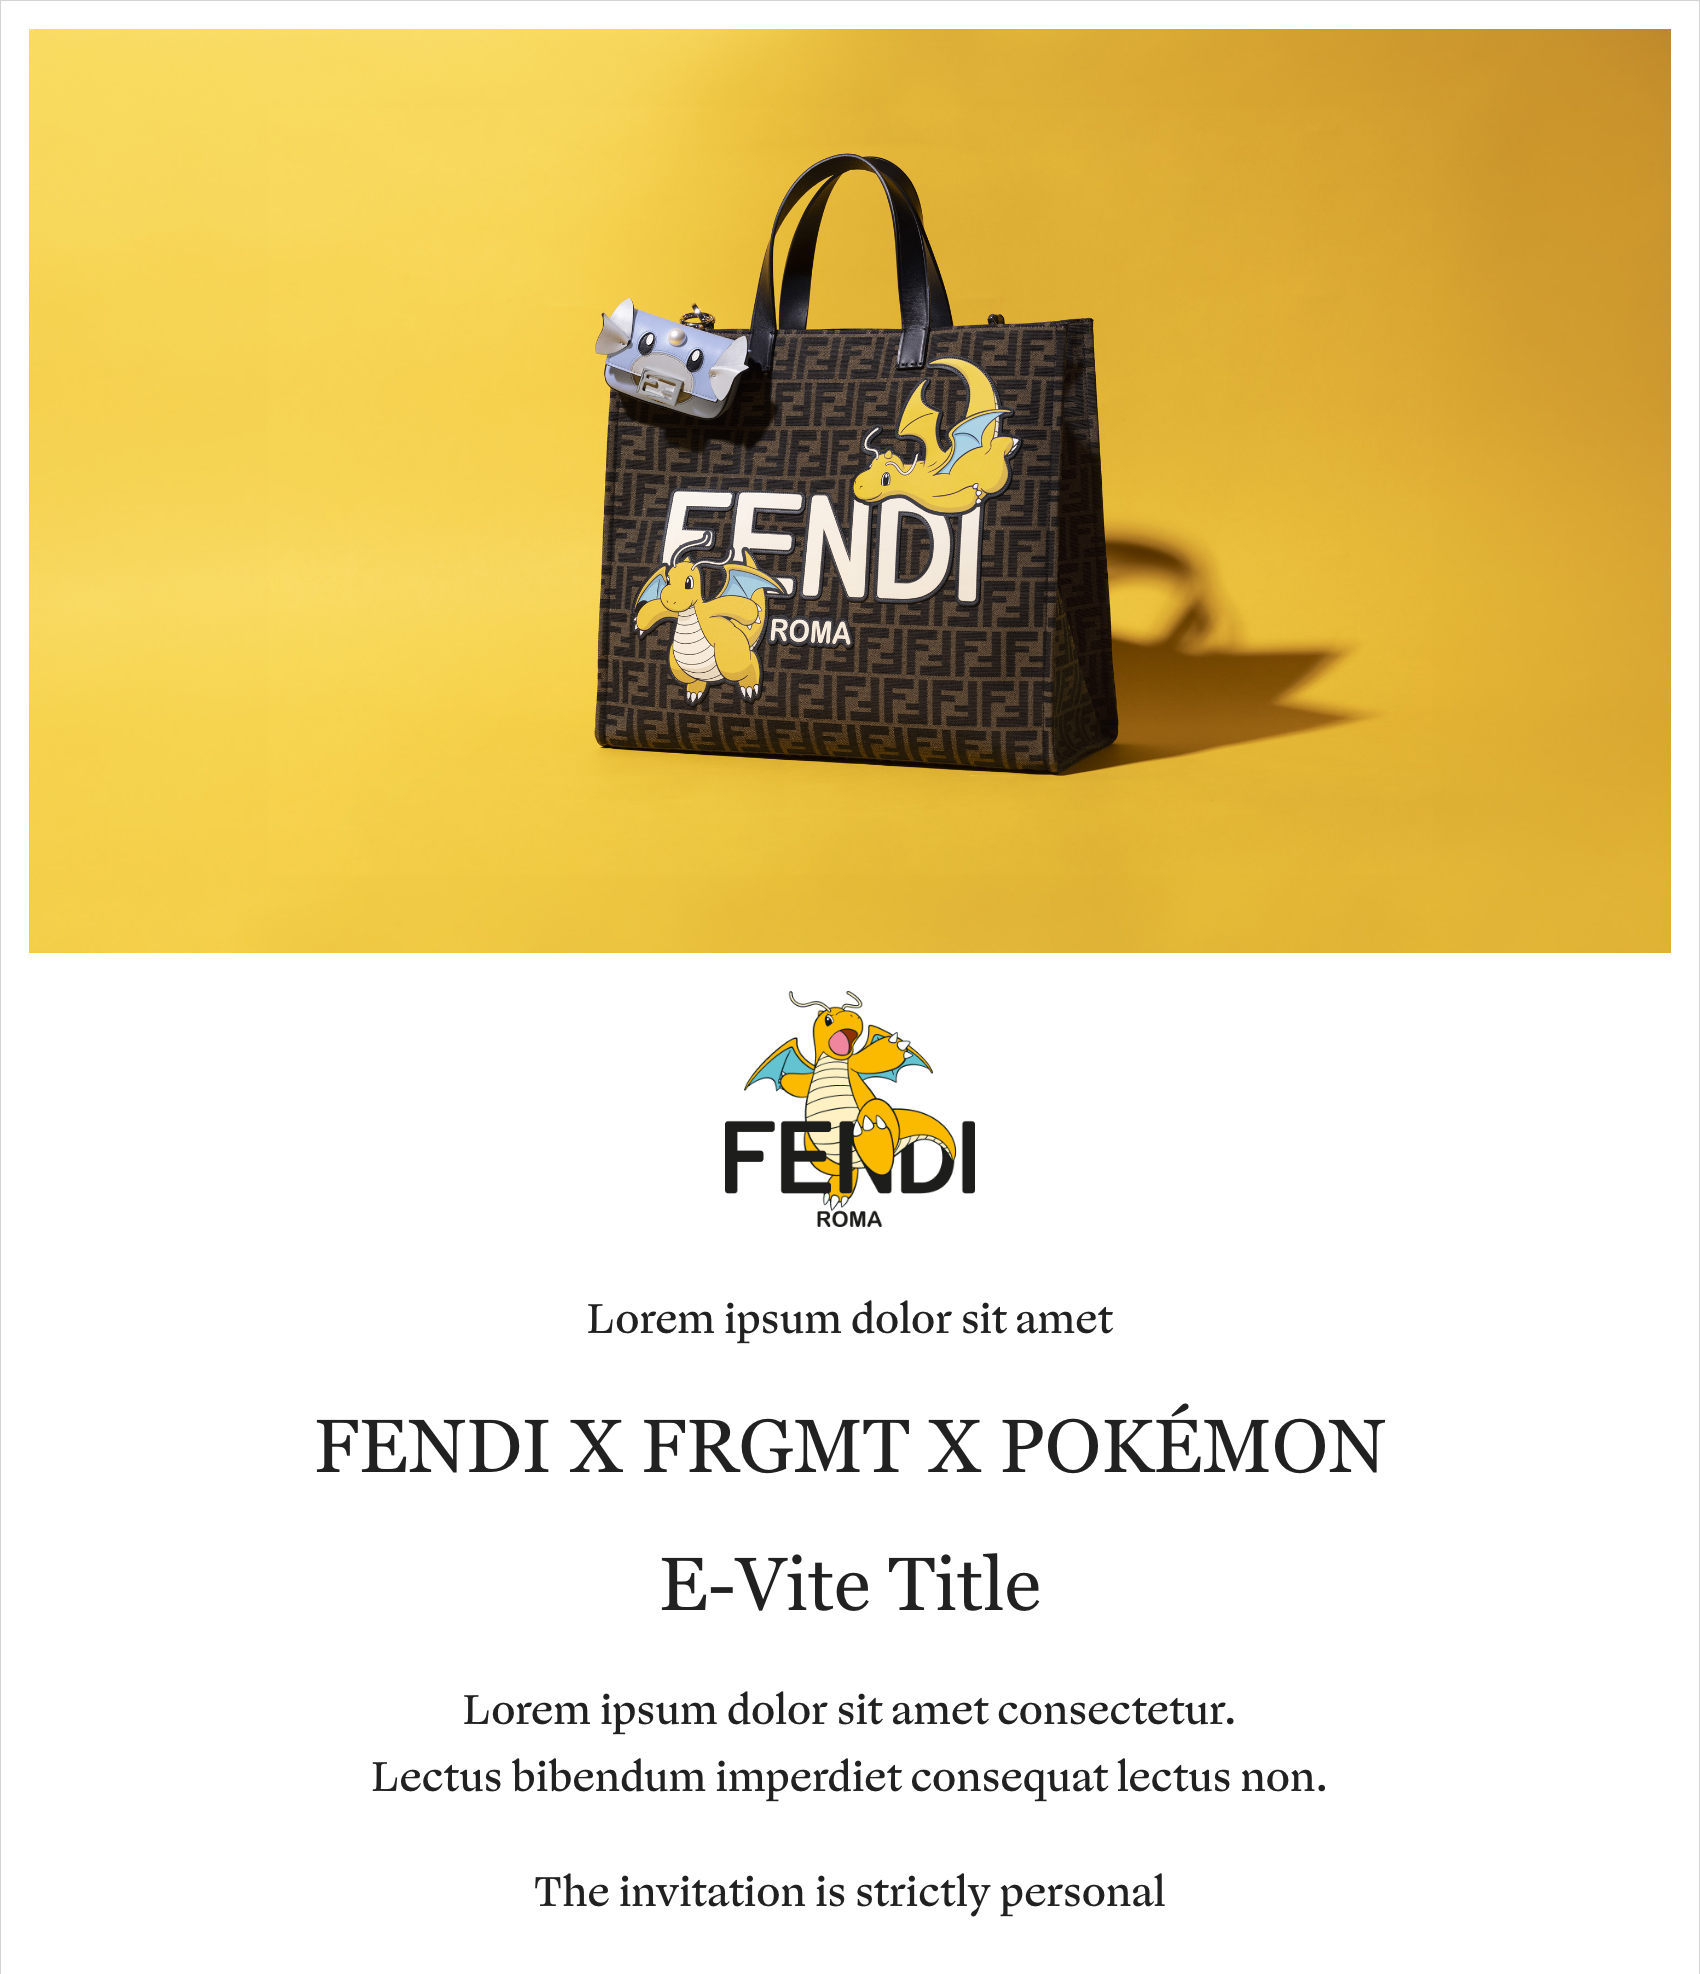 FENDI
ROMA
FENDI
ROMA
Lorem ipsum dolor sit amet
FENDI X FRGMT X POKÉMON
E-Vite Title
Lorem ipsum dolor sit amet consectetur.
Lectus bibendum imperdiet consequat lectus non.
The invitation is strictly personal